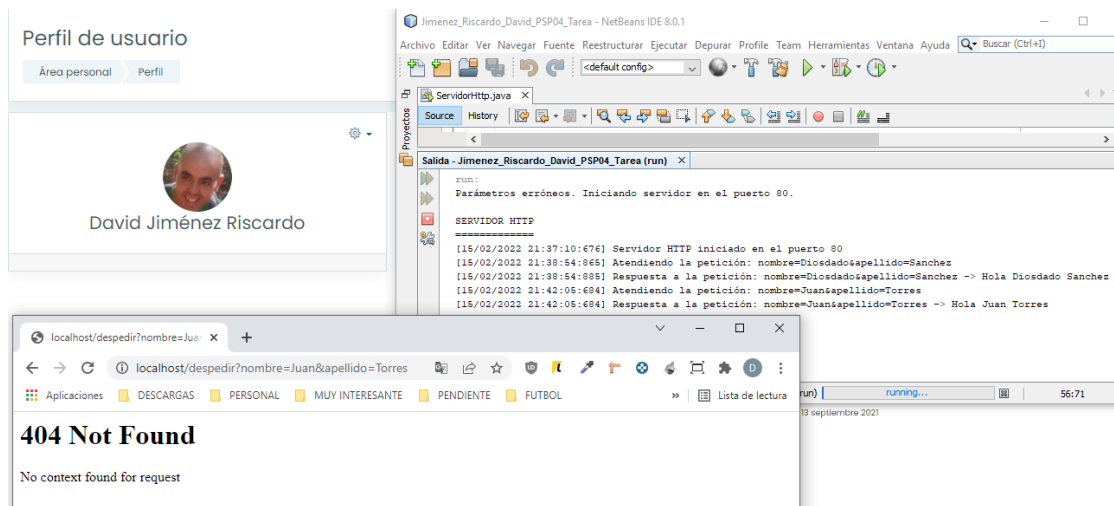 Perfil de usuario
Área personal Perfil
David Jiménez Riscardo
Jimenez_Riscardo_David_PSP04_Tarea - NetBeans IDE 8.0.1
Archivo Editar Ver Navegar Fuente Reestructurar Ejecutar Depurar Profile Team Herramientas Ventana Ayuda Buscar (Ctrl+I)
<default config>
Proyectos
ServidorHttp.java
Source History
Salida - Jimenez_Riscardo_David_PSP04_Tarea (run)
run:
Parámetros erróneos. Iniciando servidor en el puerto 80.
SERVIDOR HTTP
=============
[15/02/2022 21:37:10:676] Servidor HTTP iniciado en el puerto 80
[15/02/2022 21:38:54:865] Atendiendo la petición: nombre=Diosdado&apellido=Sanchez
[15/02/2022 21:38:54:885] Respuesta a la petición: nombre=Diosdado&apellido=Sanchez -> Hola Diosdado Sanchez
[15/02/2022 21:42:05:684] Atendiendo la petición: nombre=Juan&apellido=Torres
[15/02/2022 21:42:05:684] Respuesta a la petición: nombre=Juan&apellido=Torres -> Hola Juan Torres
run) running... 56:71
13 septiembre 2021
localhost/despedir?nombre=Jua
localhost/despedir?nombre=Juan&apellido=Torres D
Aplicaciones DESCARGAS PERSONAL MUY INTERESANTE PENDIENTE FUTBOL » Lista de lectura
404 Not Found
No context found for request